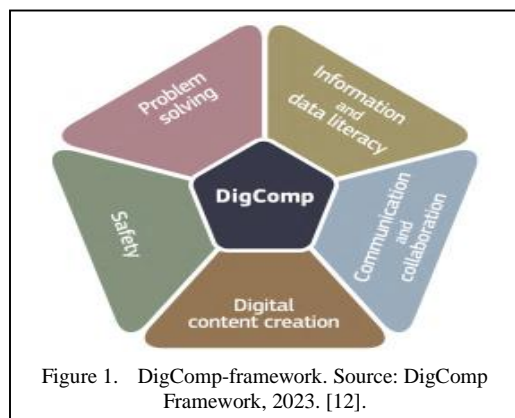 Problem
solving
Information
and
data literacy
DigComp
Safety
Communication
and
collaboration
Digital
content creation
Figure 1. DigComp-framework. Source: DigComp
Framework, 2023. [12].